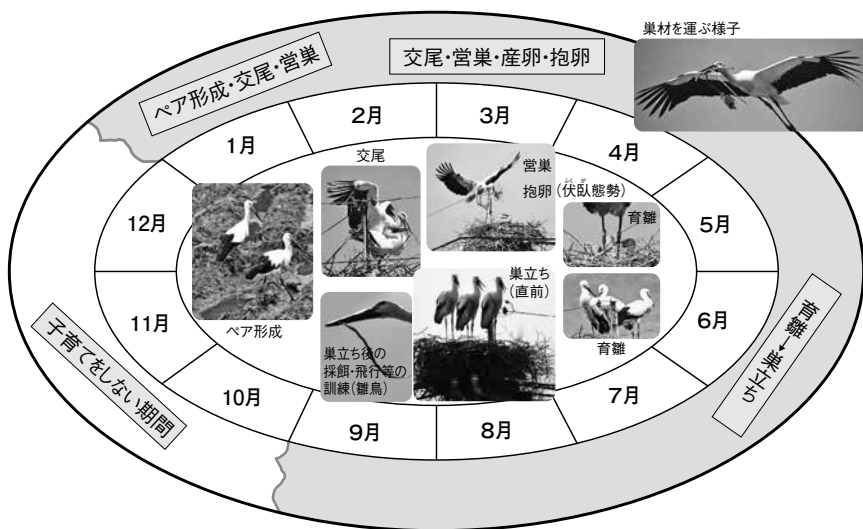 巣材を運ぶ様子
ペア形成・交尾・営巣
交尾・営巣・産卵・抱卵
1月
2月
3月
4月
5月
6月
7月
8月
9月
10月
11月
12月
交尾
営巣
抱卵(伏臥態勢)
ふく が
育雛
巣立ち
(直前)
育雛
ペア形成
巣立ち後の
採餌・飛行等の
訓練(雛鳥)
育雛→巣立ち
子育てをしない期間